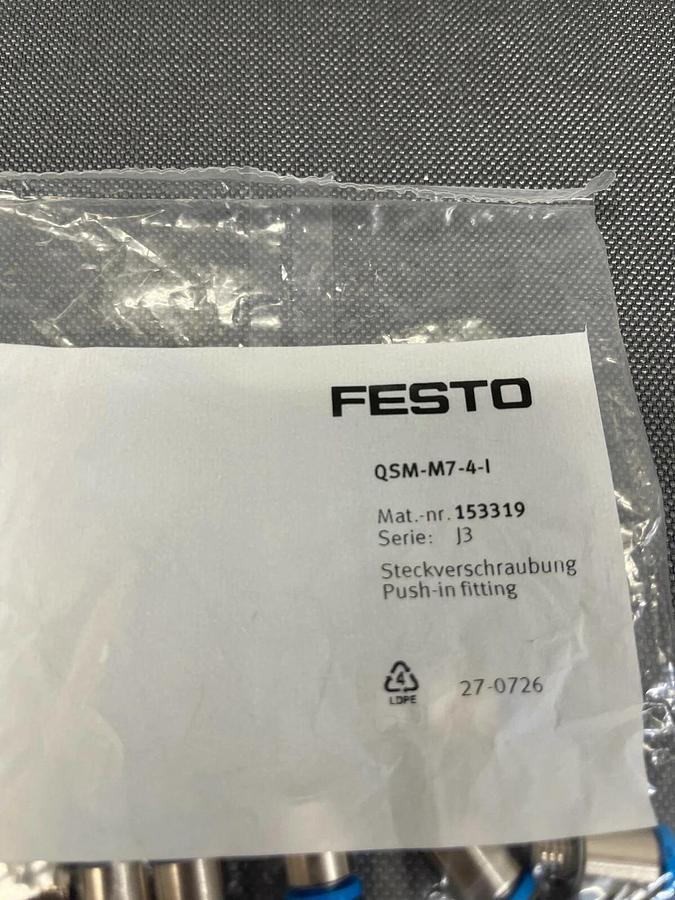 FESTO
QSM-M7-4-I
Mat.-nr. 153319
Serie: J3
Steckverschraubung
Push-in fitting
4
LDPE
27-0726